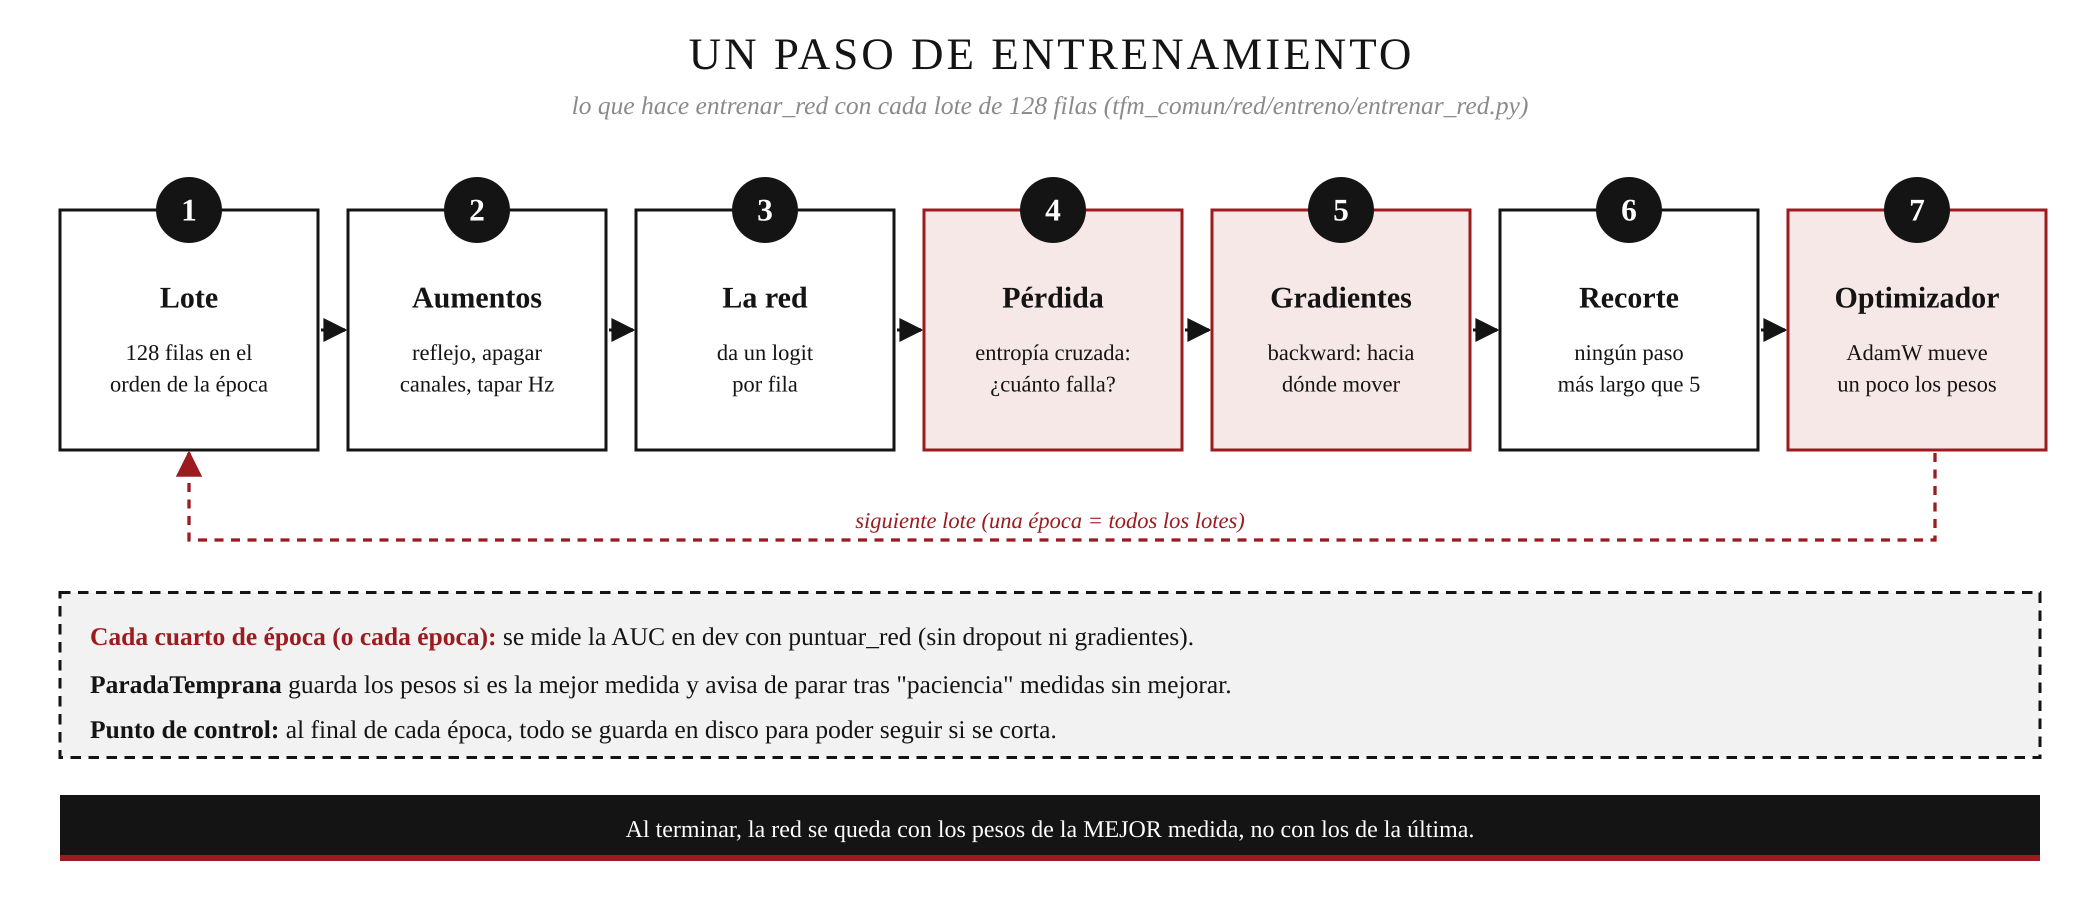 UN PASO DE ENTRENAMIENTO
lo que hace entrenar_red con cada lote de 128 filas (tfm_comun/red/entreno/entrenar_red.py)
1
Lote
128 filas en el
orden de la época
2
Aumentos
reflejo, apagar
canales, tapar Hz
3
La red
da un logit
por fila
4
Pérdida
entropía cruzada:
¿cuánto falla?
5
Gradientes
backward: hacia
dónde mover
6
Recorte
ningún paso
más largo que 5
7
Optimizador
AdamW mueve
un poco los pesos
siguiente lote (una época = todos los lotes)
Cada cuarto de época (o cada época): se mide la AUC en dev con puntuar_red (sin dropout ni gradientes).
ParadaTemprana guarda los pesos si es la mejor medida y avisa de parar tras "paciencia" medidas sin mejorar.
Punto de control: al final de cada época, todo se guarda en disco para poder seguir si se corta.
Al terminar, la red se queda con los pesos de la MEJOR medida, no con los de la última.